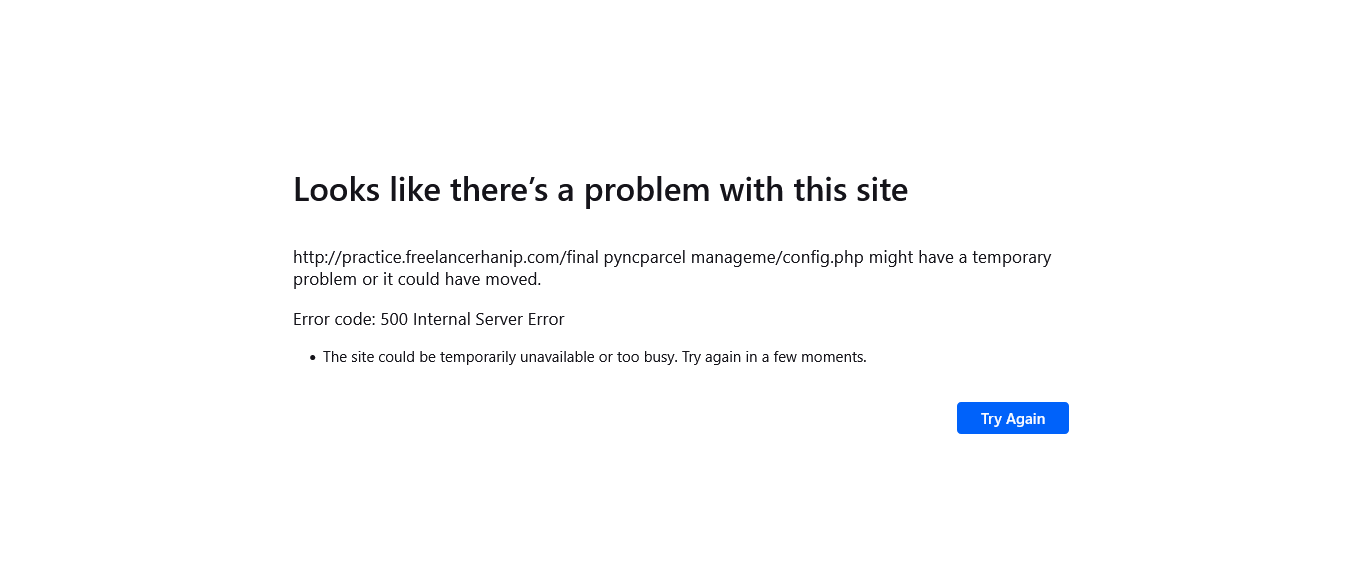 Looks like there’s a problem with this site
http://practice.freelancerhanip.com/final pyncparcel manageme/config.php might have a temporary
problem or it could have moved.
Error code: 500 Internal Server Error
• The site could be temporarily unavailable or too busy. Try again in a few moments.
Try Again